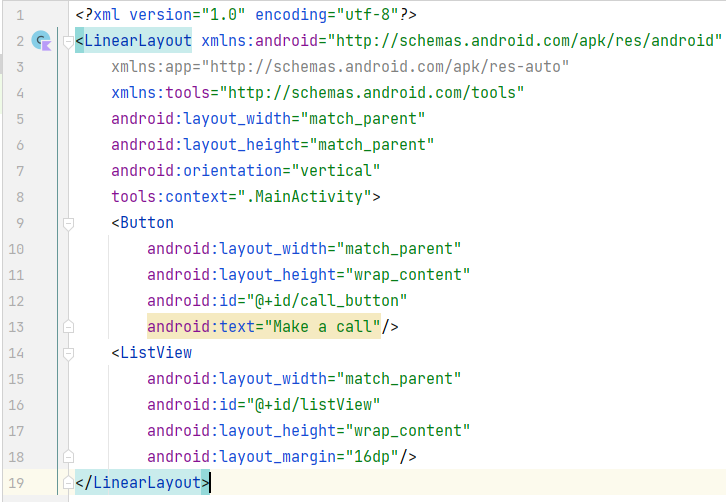 1 <?xml version="1.0" encoding="utf-8"?>
2 <LinearLayout xmlns:android="http://schemas.android.com/apk/res/android"
3 xmlns:app="http://schemas.android.com/apk/res-auto"
4 xmlns:tools="http://schemas.android.com/tools"
5 android:layout_width="match_parent"
6 android:layout_height="match_parent"
7 android:orientation="vertical"
8 tools:context=".MainActivity">
9 <Button
10 android:layout_width="match_parent"
11 android:layout_height="wrap_content"
12 android:id="@+id/call_button"
13 android:text="Make a call"/>
14 <ListView
15 android:layout_width="match_parent"
16 android:id="@+id/listView"
17 android:layout_height="wrap_content"
18 android:layout_margin="16dp"/>
19 </LinearLayout>